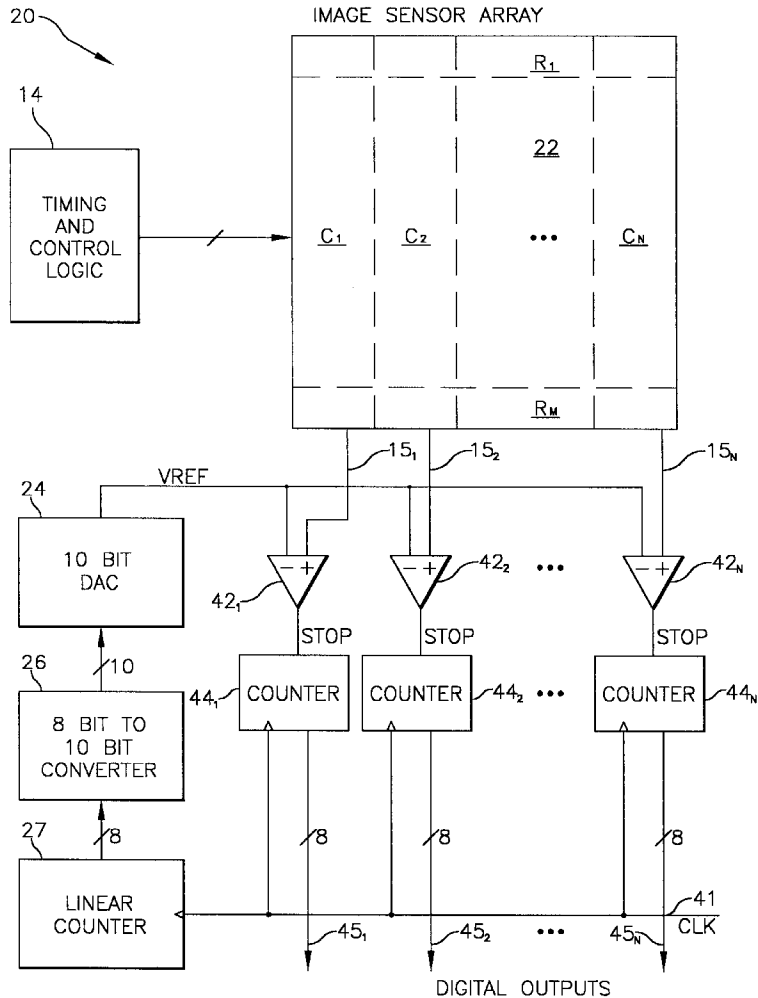 20
IMAGE SENSOR ARRAY
R1
14
22
TIMING
AND
CONTROL
LOGIC
C1 C2 ••• CN
RM
15₁ 15₂ 15N
VREF
24
10 BIT
DAC
− + − + − +
42₁ 42₂ ••• 42N
STOP STOP STOP
10
26
COUNTER COUNTER COUNTER
44₁ 44₂ ••• 44N
8 BIT TO
10 BIT
CONVERTER
8 8 8 8
27
LINEAR
COUNTER
41
CLK
45₁ 45₂ ••• 45N
DIGITAL OUTPUTS